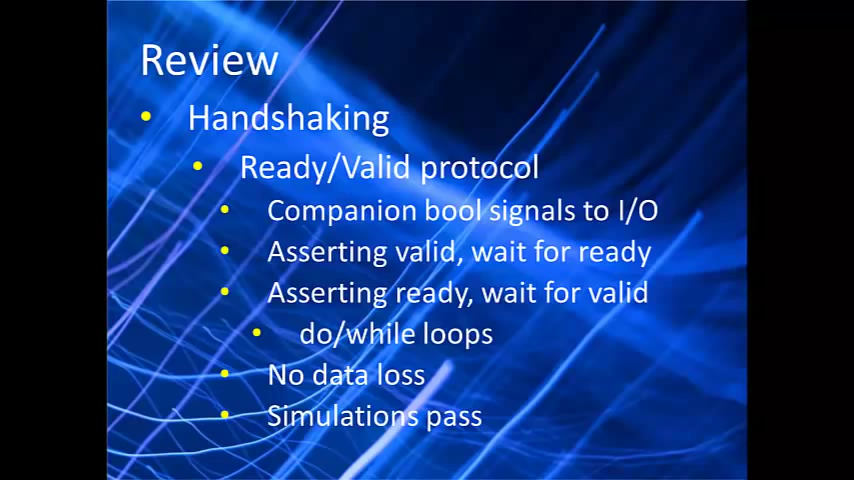 Review
Handshaking
Ready/Valid protocol
Companion bool signals to I/O
Asserting valid, wait for ready
Asserting ready, wait for valid
do/while loops
No data loss
Simulations pass